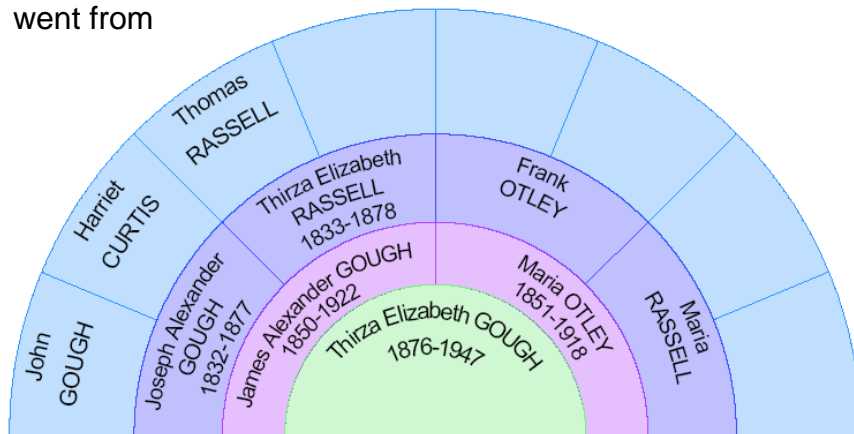 went from
Thomas
RASSELL
Harriet
CURTIS
John
GOUGH
Thirza Elizabeth
RASSELL
1833-1878
Frank
OTLEY
Joseph Alexander
GOUGH
1832-1877
Maria
RASSELL
James Alexander GOUGH
1850-1922
Maria OTLEY
1851-1918
Thirza Elizabeth GOUGH
1876-1947